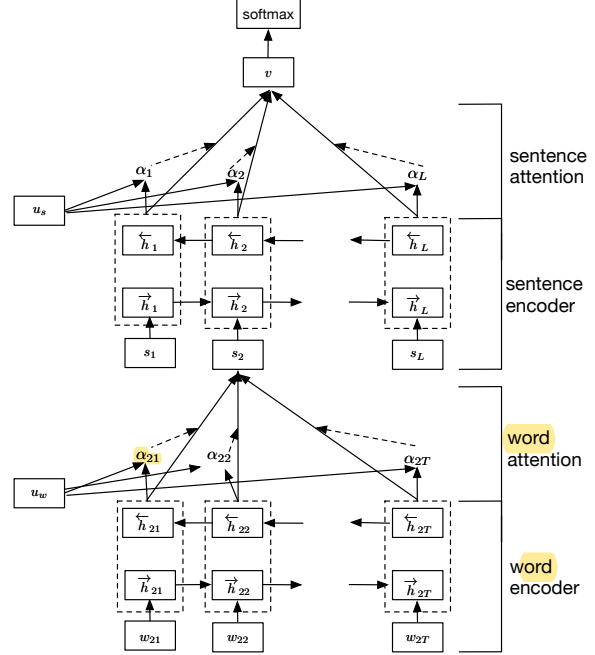 softmax
v
α1
α2
αL
sentence
attention
us
←h1
←h2
←hL
→h1
→h2
→hL
sentence
encoder
s1
s2
sL
α21
α22
α2T
word
attention
uw
←h21
←h22
←h2T
→h21
→h22
→h2T
word
encoder
w21
w22
w2T